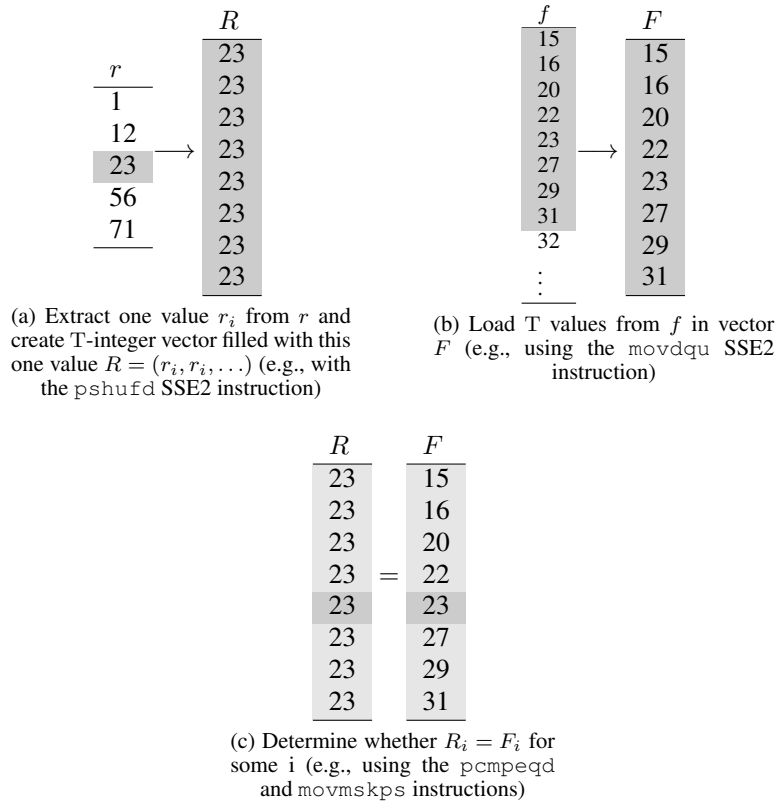 r
1
12
23
56
71
→
R
23
23
23
23
23
23
23
23
(a) Extract one value r_i from r and
create T-integer vector filled with this
one value R = (r_i, r_i, . . .) (e.g., with
the pshufd SSE2 instruction)
f
15
16
20
22
23
27
29
31
32
⋮
→
F
15
16
20
22
23
27
29
31
(b) Load T values from f in vector
F (e.g., using the movdqu SSE2
instruction)
R F
23 15
23 16
23 20
23 22
=
23 23
23 27
23 29
23 31
(c) Determine whether R_i = F_i for
some i (e.g., using the pcmpeqd
and movmskps instructions)